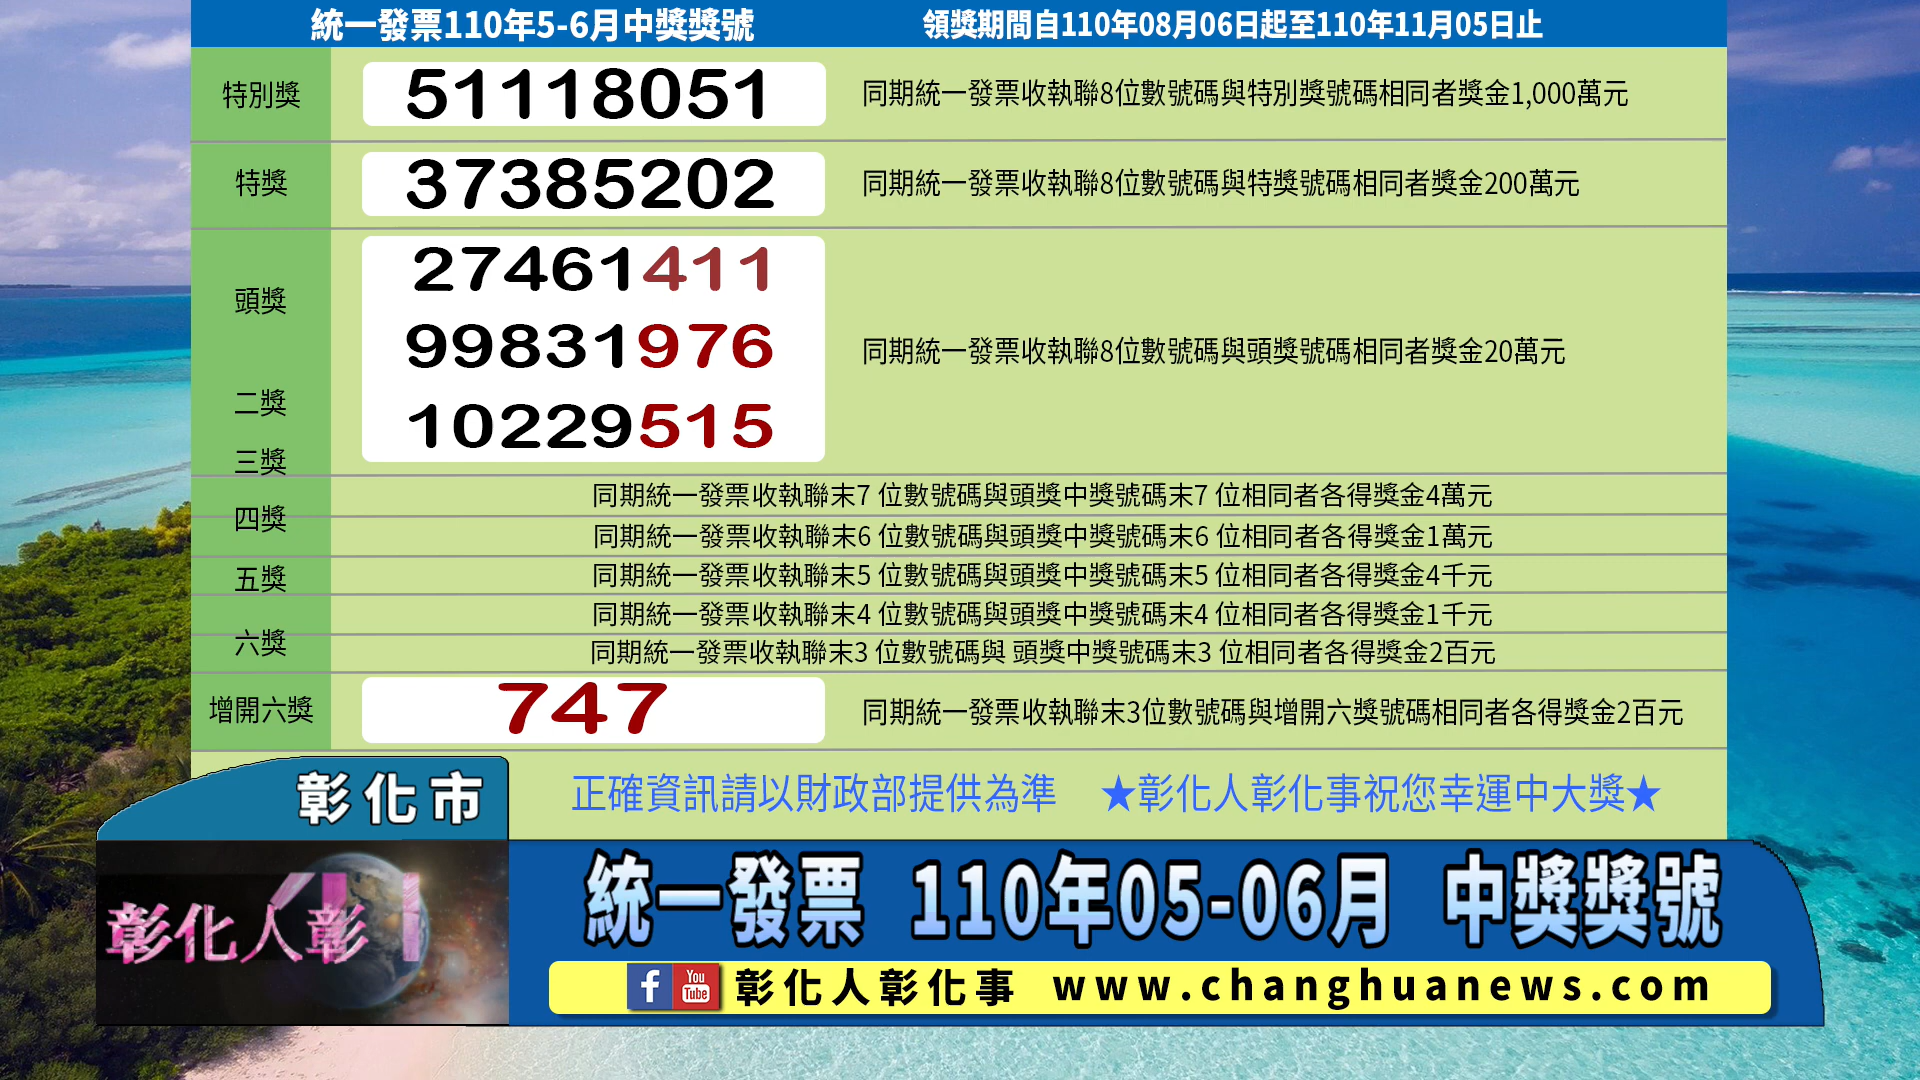 統一發票110年5-6月中獎獎號
領獎期間自110年08月06日起至110年11月05日止
特別獎
51118051
同期統一發票收執聯8位數號碼與特別獎號碼相同者獎金1,000萬元
特獎
37385202
同期統一發票收執聯8位數號碼與特獎號碼相同者獎金200萬元
頭獎
27461411
99831976
10229515
同期統一發票收執聯8位數號碼與頭獎號碼相同者獎金20萬元
二獎
同期統一發票收執聯末7 位數號碼與頭獎中獎號碼末7 位相同者各得獎金4萬元
三獎
同期統一發票收執聯末6 位數號碼與頭獎中獎號碼末6 位相同者各得獎金1萬元
四獎
同期統一發票收執聯末5 位數號碼與頭獎中獎號碼末5 位相同者各得獎金4千元
五獎
同期統一發票收執聯末4 位數號碼與頭獎中獎號碼末4 位相同者各得獎金1千元
六獎
同期統一發票收執聯末3 位數號碼與 頭獎中獎號碼末3 位相同者各得獎金2百元
增開六獎
747
同期統一發票收執聯末3位數號碼與增開六獎號碼相同者各得獎金2百元
正確資訊請以財政部提供為準 ★彰化人彰化事祝您幸運中大獎★
彰化市
彰化人彰
統一發票 110年05-06月 中獎獎號
f You Tube 彰化人彰化事 www.changhuanews.com